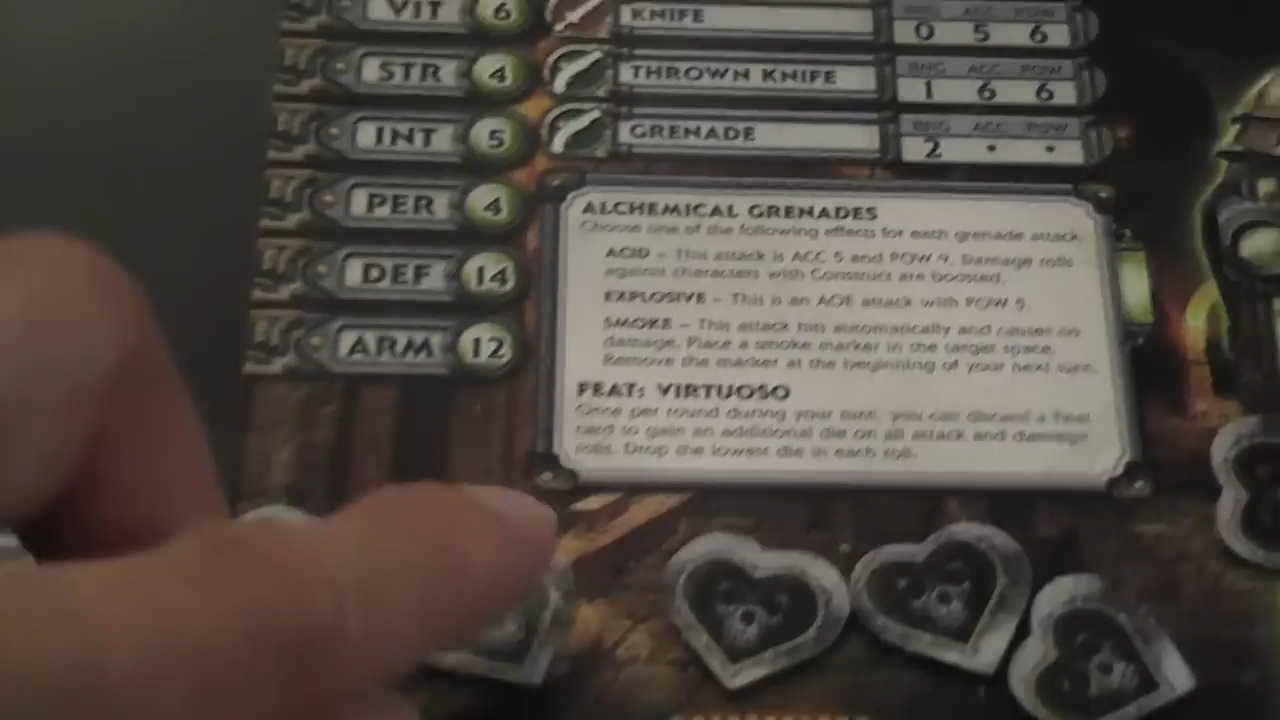 VIT 6
STR 4
INT 5
PER 4
DEF 14
ARM 12
KNIFE
RNG ACC POW
0 5 6
THROWN KNIFE
RNG ACC POW
1 6 6
GRENADE
RNG ACC POW
2 • •
ALCHEMICAL GRENADES
Choose one of the following effects for each grenade attack.
ACID – This attack is ACC 5 and POW 9. Damage rolls
against characters with Construct are boosted.
EXPLOSIVE – This is an AOE attack with POW 9.
SMOKE – This attack hits automatically and causes no
damage. Place a smoke marker in the target space.
Remove the marker at the beginning of your next turn.
FEAT: VIRTUOSO
Once per round during your turn, you can discard a feat
card to gain an additional die on all attack and damage
rolls. Drop the lowest die in each roll.